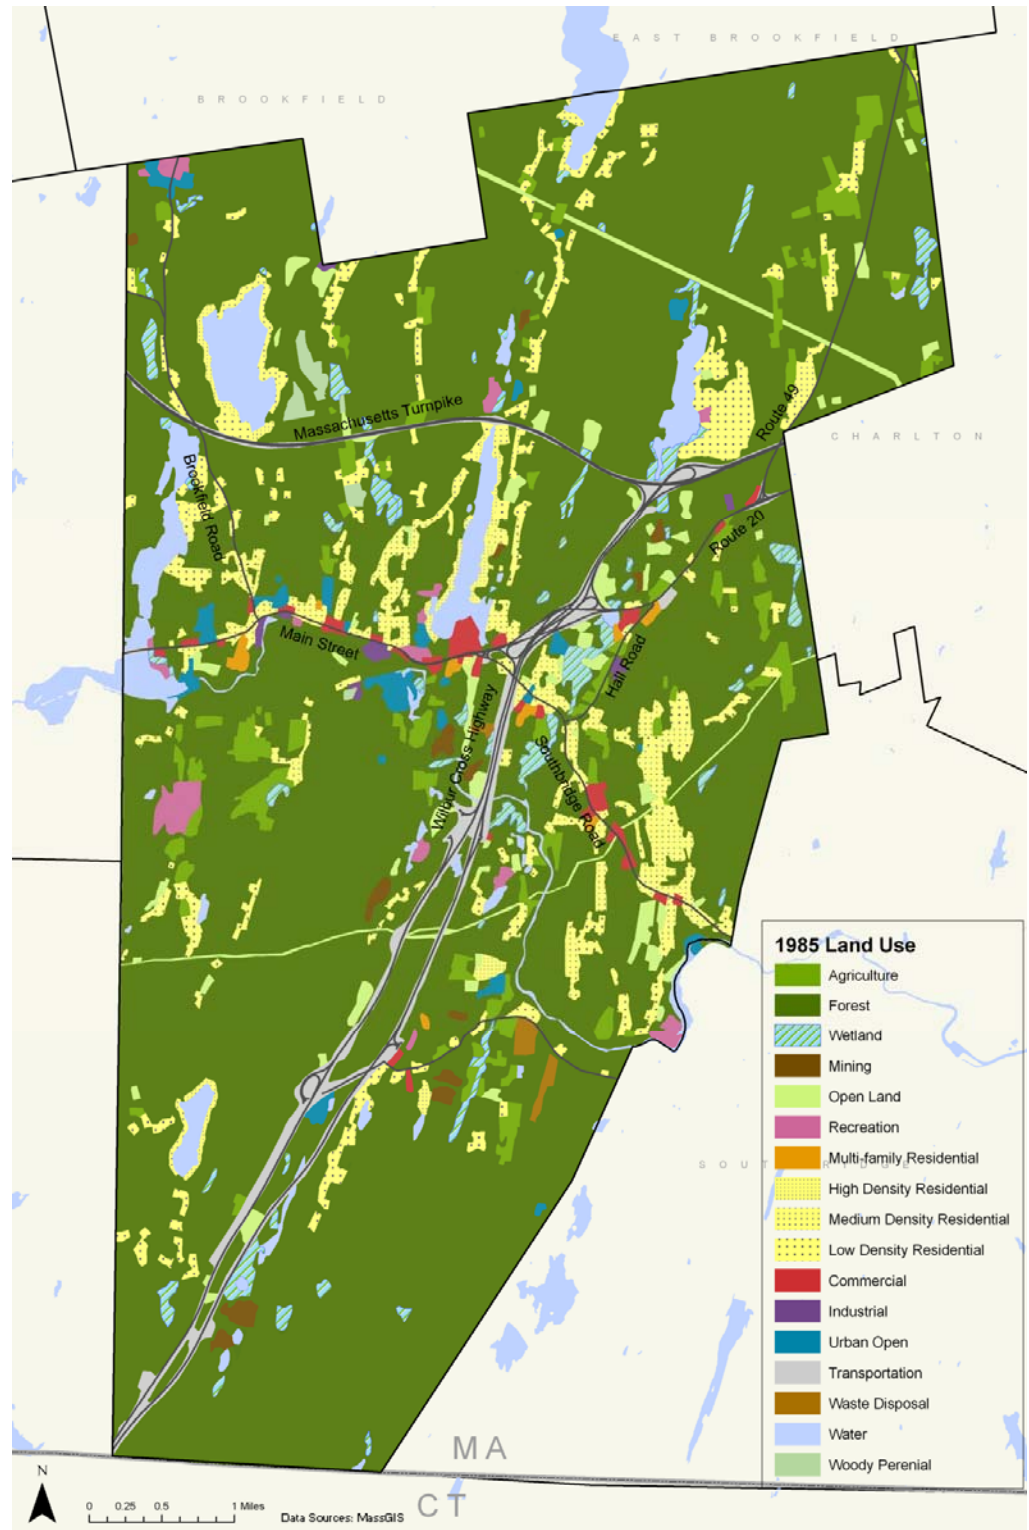 EAST BROOKFIELD
BROOKFIELD
Route 49
Massachusetts Turnpike
CHARLTON
Brookfield Road
Route 20
Main Street
Hall Road
Wilbur Cross Highway
Southbridge Road
1985 Land Use
Agriculture
Forest
Wetland
Mining
Open Land
Recreation
Multi-family Residential
High Density Residential
Medium Density Residential
Low Density Residential
Commercial
Industrial
Urban Open
Transportation
Waste Disposal
Water
Woody Perenial
MA
CT
N
0 0.25 0.5 1 Miles
Data Sources: MassGIS